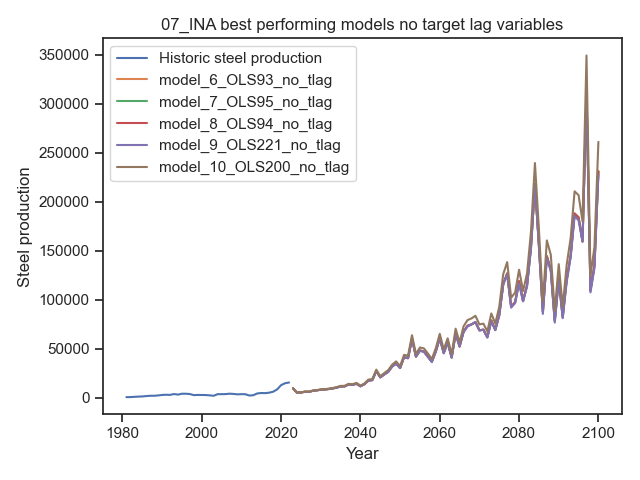 07_INA best performing models no target lag variables
Historic steel production
model_6_OLS93_no_tlag
model_7_OLS95_no_tlag
model_8_OLS94_no_tlag
model_9_OLS221_no_tlag
model_10_OLS200_no_tlag
350000
300000
250000
200000
150000
100000
50000
0
Steel production
1980
2000
2020
2040
2060
2080
2100
Year